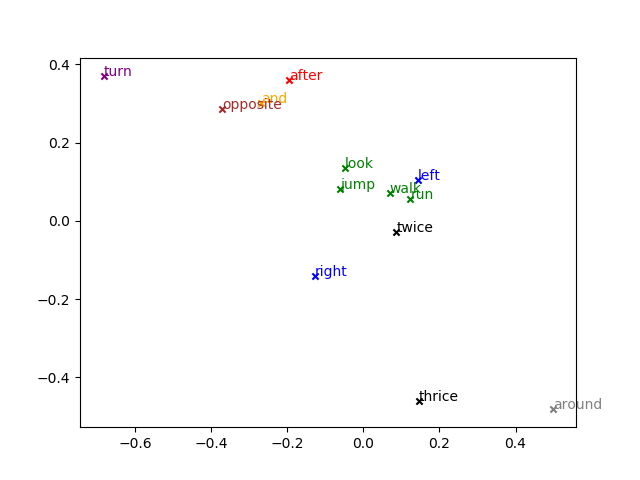 0.4
turn
after
and
opposite
0.2
look
left
jump
walk
run
0.0
twice
right
−0.2
−0.4
thrice
around
−0.6
−0.4
−0.2
0.0
0.2
0.4